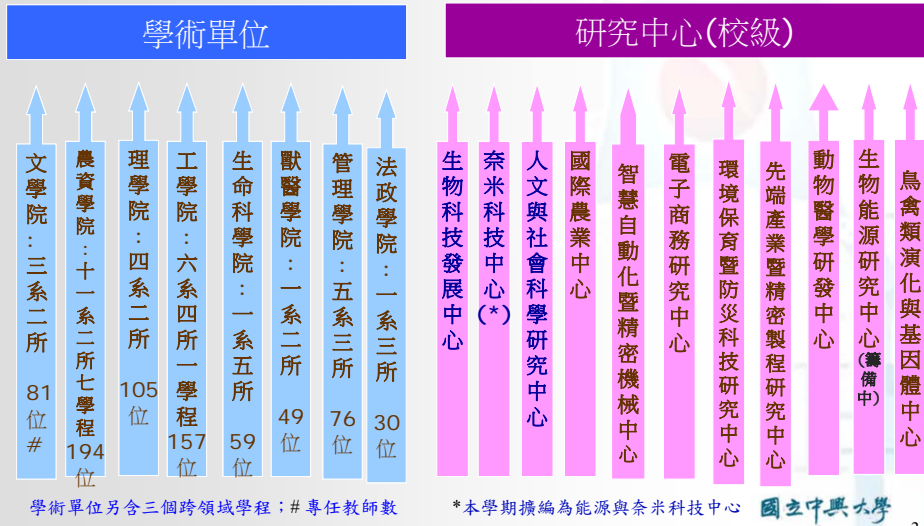 學術單位
研究中心(校級)
文學院:三系二所 81位#
農資學院:十一系二所七學程 194位
理學院:四系二所 105位
工學院:六系四所一學程 157位
生命科學院:一系五所 59位
獸醫學院:一系二所 49位
管理學院:五系三所 76位
法政學院:一系三所 30位
生物科技發展中心
奈米科技中心(*)
人文與社會科學研究中心
國際農業中心
智慧自動化暨精密機械中心
電子商務研究中心
環境保育暨防災科技研究中心
先端產業暨精密製程研究中心
動物醫學研發中心
生物能源研究中心(籌備中)
鳥禽類演化與基因體中心
學術單位另含三個跨領域學程;#專任教師數
*本學期擴編為能源與奈米科技中心
國立中興大學